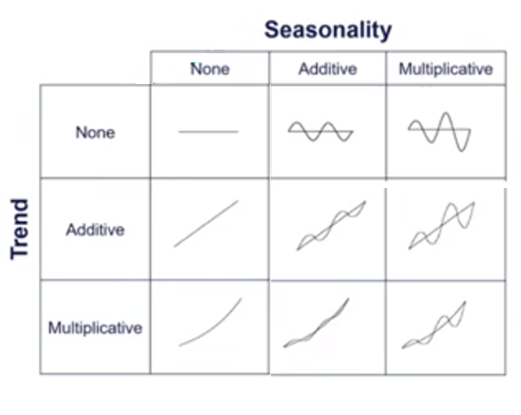 Seasonality
None
Additive
Multiplicative
Trend
None
Additive
Multiplicative